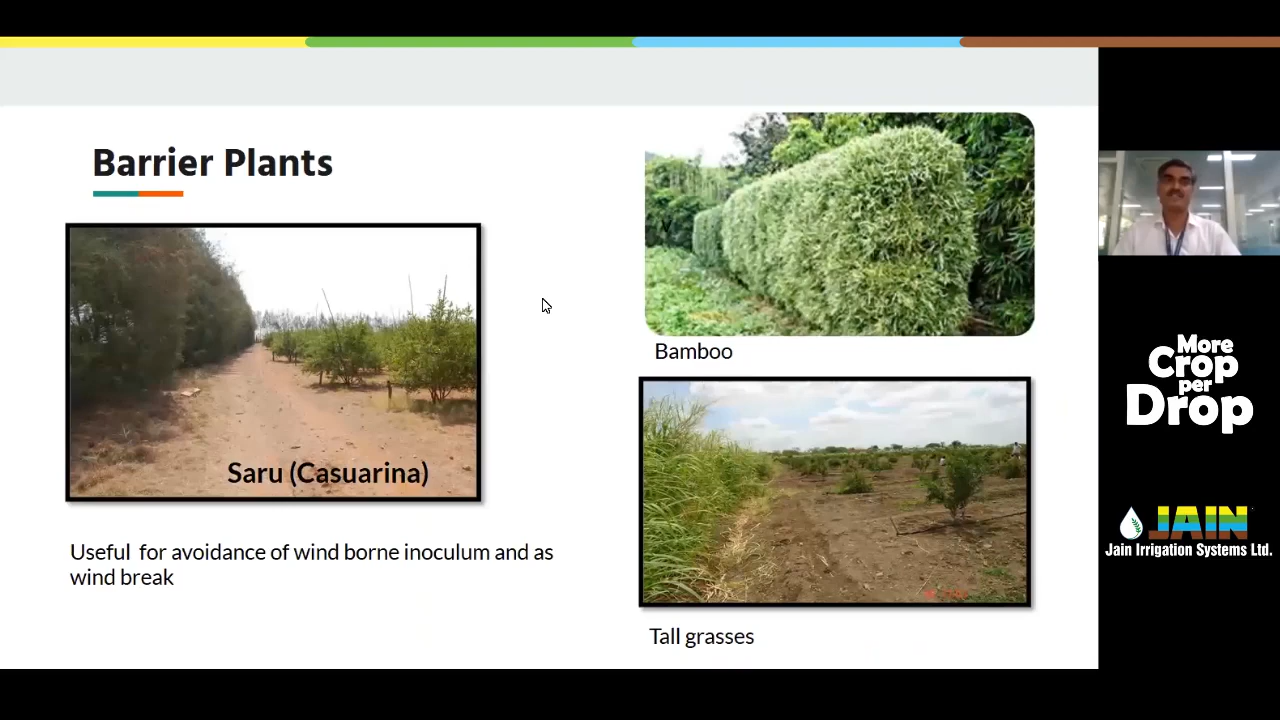 Barrier Plants
Saru (Casuarina)
Useful for avoidance of wind borne inoculum and as
wind break
Bamboo
Tall grasses
More
Crop
per
Drop
JAIN
Jain Irrigation Systems Ltd.